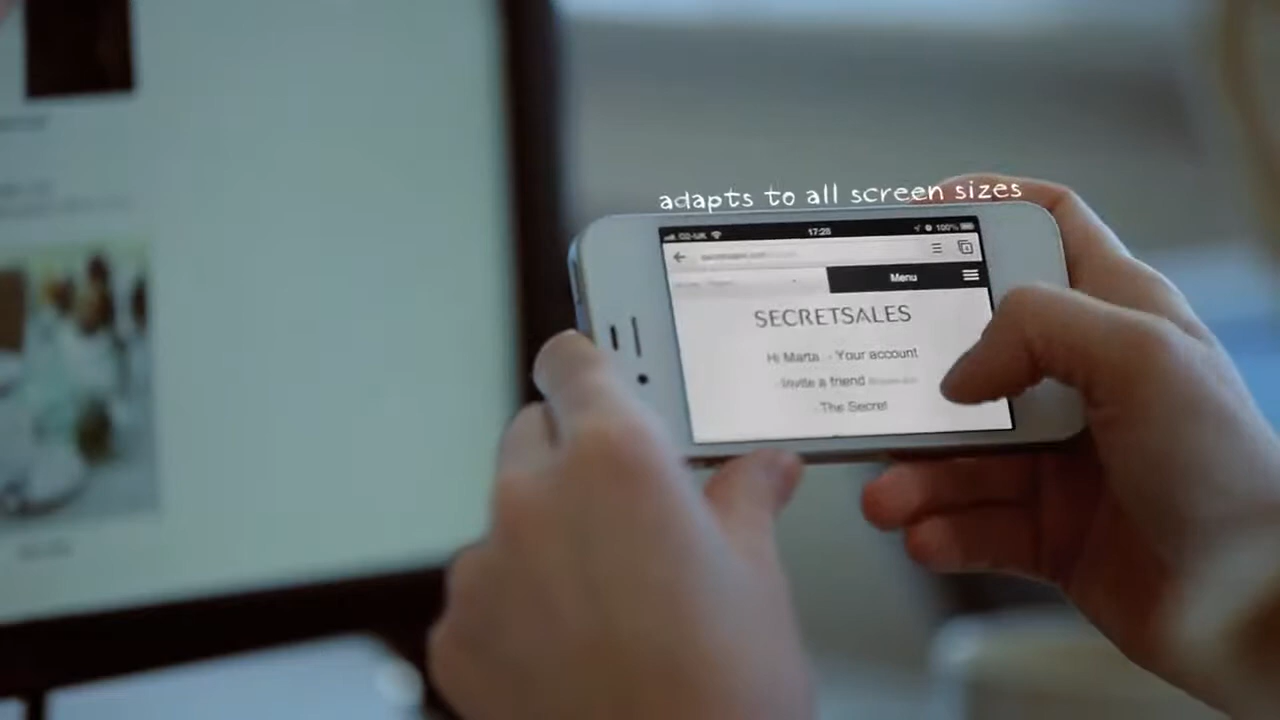 adapts to all screen sizes
O2-UK 17:28 100%
Menu
SECRETSALES
Hi Marta - Your account
Invite a friend
The Secret